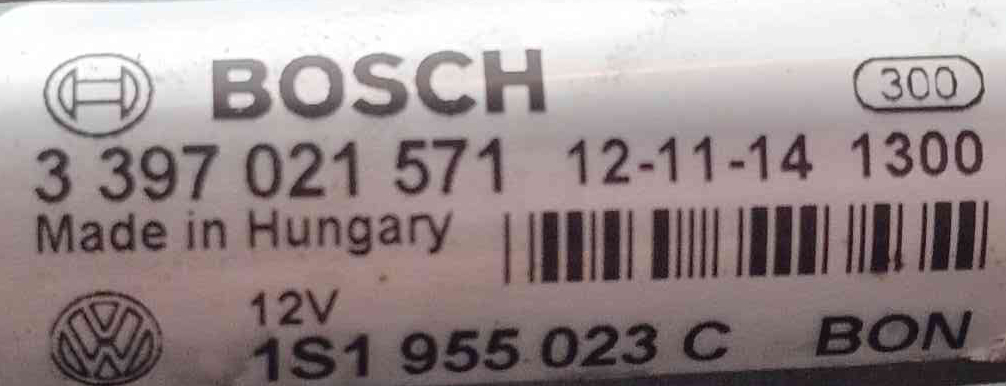 BOSCH 300
3 397 021 571 12-11-14 1300
Made in Hungary
12V
1S1 955 023 C BON